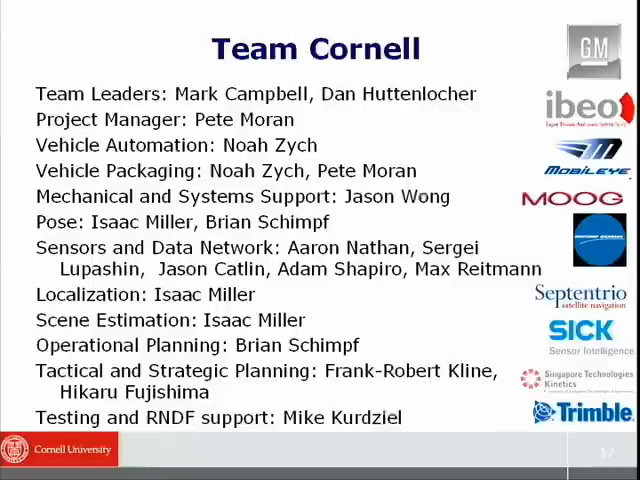 Team Cornell
Team Leaders: Mark Campbell, Dan Huttenlocher
Project Manager: Pete Moran
Vehicle Automation: Noah Zych
Vehicle Packaging: Noah Zych, Pete Moran
Mechanical and Systems Support: Jason Wong
Pose: Isaac Miller, Brian Schimpf
Sensors and Data Network: Aaron Nathan, Sergei
Lupashin, Jason Catlin, Adam Shapiro, Max Reitmann
Localization: Isaac Miller
Scene Estimation: Isaac Miller
Operational Planning: Brian Schimpf
Tactical and Strategic Planning: Frank-Robert Kline,
Hikaru Fujishima
Testing and RNDF support: Mike Kurdziel
GM
ibeo
MOBILEYE
MOOG
Septentrio
satellite navigation
SICK
Sensor Intelligence
Singapore Technologies
Kinetics
Trimble
Cornell University
17